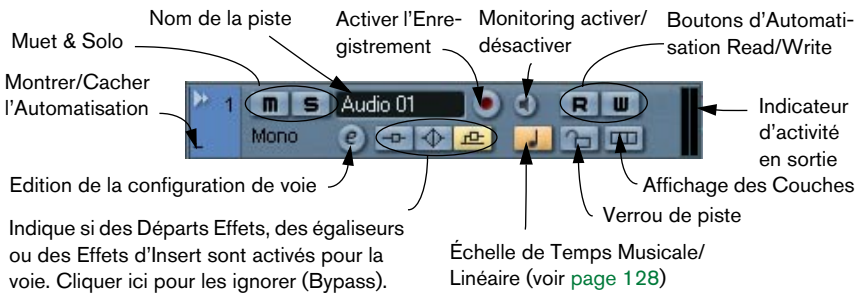 Nom de la piste
Activer l'Enre-
gistrement
Monitoring activer/
désactiver
Boutons d'Automati-
sation Read/Write
Muet & Solo
Montrer/Cacher
l'Automatisation
1 m S Audio 01 R W
Mono e
Indicateur
d'activité
en sortie
Edition de la configuration de voie
Affichage des Couches
Verrou de piste
Indique si des Départs Effets, des égaliseurs
ou des Effets d'Insert sont activés pour la
voie. Cliquer ici pour les ignorer (Bypass).
Échelle de Temps Musicale/
Linéaire (voir page 128)